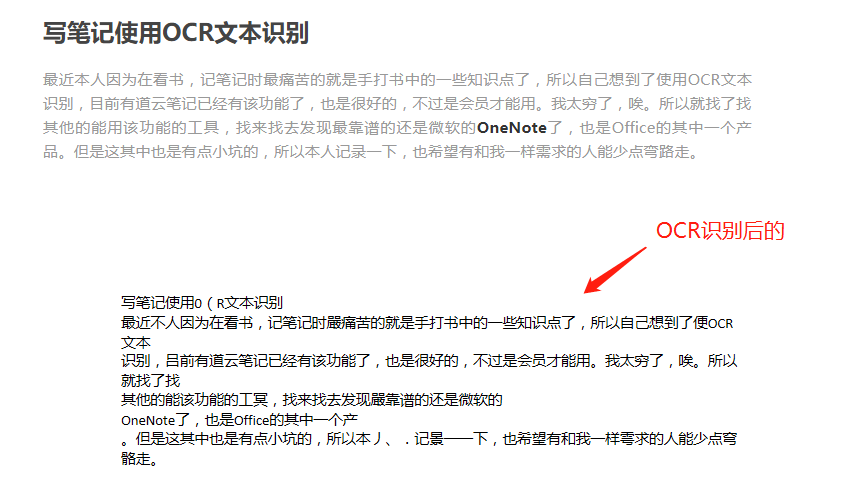 写笔记使用OCR文本识别
最近本人因为在看书，记笔记时最痛苦的就是手打书中的一些知识点了，所以自己想到了使用OCR文本
识别，目前有道云笔记已经有该功能了，也是很好的，不过是会员才能用。我太穷了，唉。所以就找了找
其他的能用该功能的工具，找来找去发现最靠谱的还是微软的OneNote了，也是Office的其中一个产
品。但是这其中也是有点小坑的，所以本人记录一下，也希望有和我一样需求的人能少点弯路走。
OCR识别后的
写笔记使用0（R文本识别
最近不人因为在看书，记笔记时嚴痛苦的就是手打书中的一些知识点了，所以自己想到了便OCR
文本
识别，吕前有道云笔记已经有该功能了，也是很好的，不过是会员才能用。我太穷了，唉。所以
就找了找
其他的能该功能的工冥，找来找去发现嚴靠谱的还是微软的
OneNote了，也是Office的其中一个产
。但是这其中也是有点小坑的，所以本丿、．记景一一下，也希望有和我一样雩求的人能少点穹
骼走。